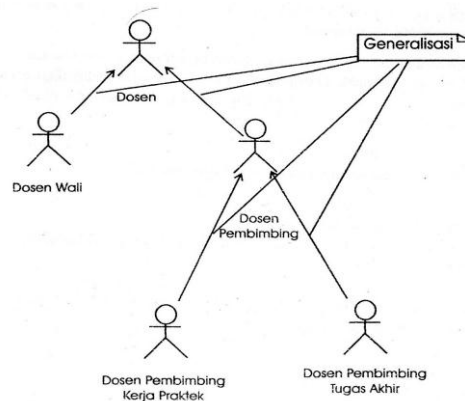 Generalisasi
Dosen
Dosen Wali
Dosen
Pembimbing
Dosen Pembimbing
Kerja Praktek
Dosen Pembimbing
Tugas Akhir